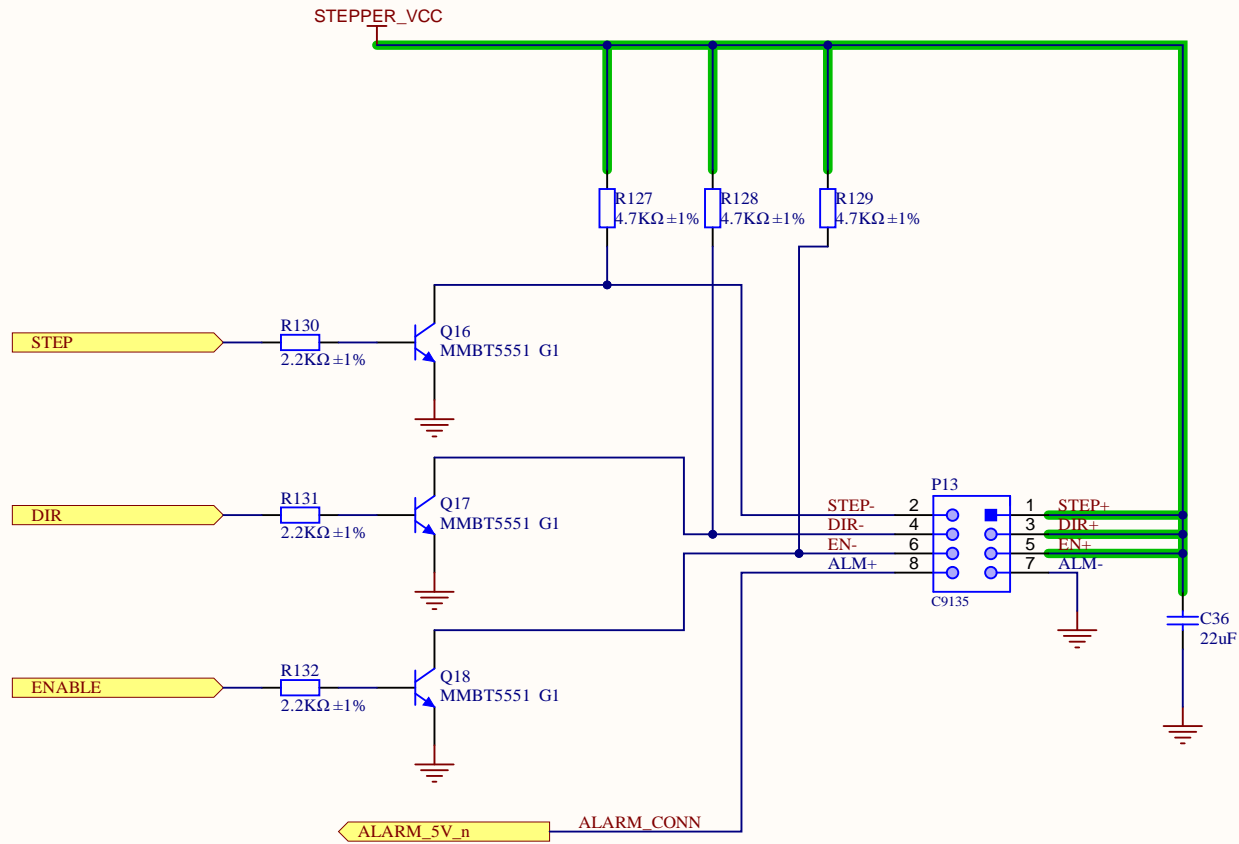 STEPPER_VCC
R127
4.7KΩ±1%
R128
4.7KΩ±1%
R129
4.7KΩ±1%
STEP
R130
2.2KΩ±1%
Q16
MMBT5551 G1
DIR
R131
2.2KΩ±1%
Q17
MMBT5551 G1
P13
STEP- 2 1 STEP+
DIR- 4 3 DIR+
EN- 6 5 EN+
ALM+ 8 7 ALM-
C9135
C36
22uF
ENABLE
R132
2.2KΩ±1%
Q18
MMBT5551 G1
ALARM_5V_n
ALARM_CONN